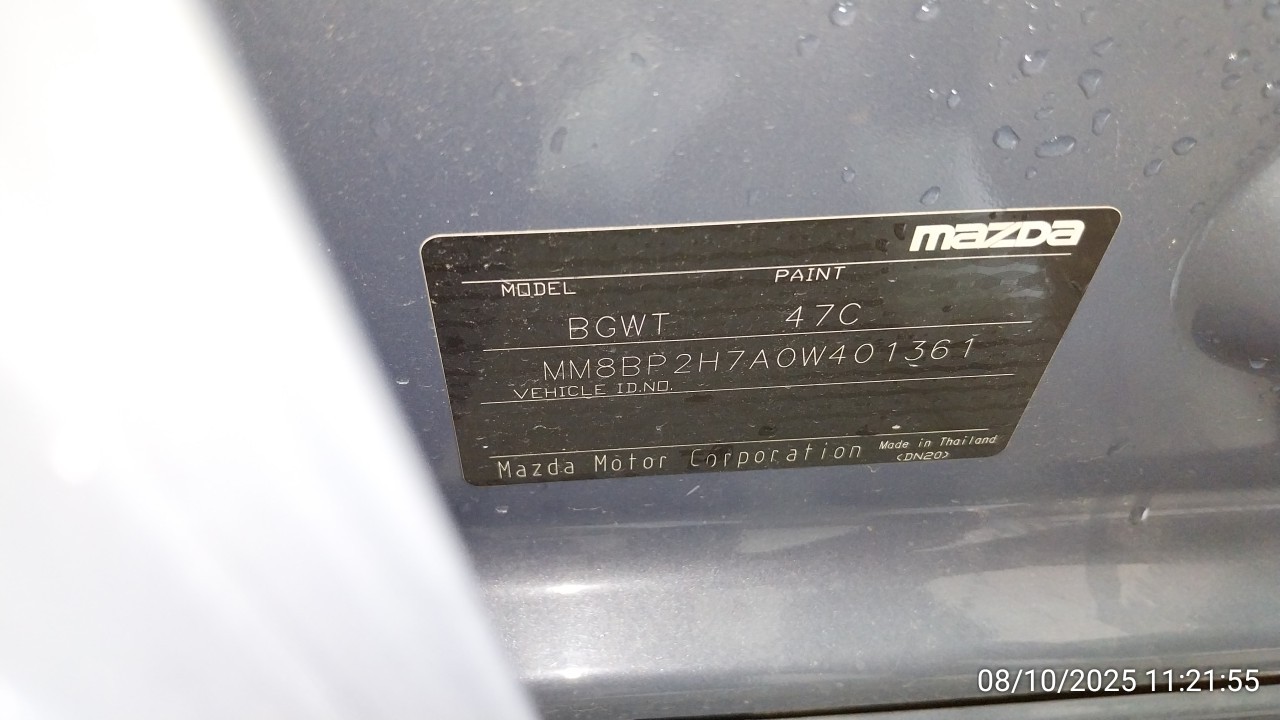 mazda
MODEL PAINT
BGWT 47C
MM8BP2H7A0W401361
VEHICLE ID.NO.
Mazda Motor Corporation Made in Thailand
<DN20>
08/10/2025 11:21:55